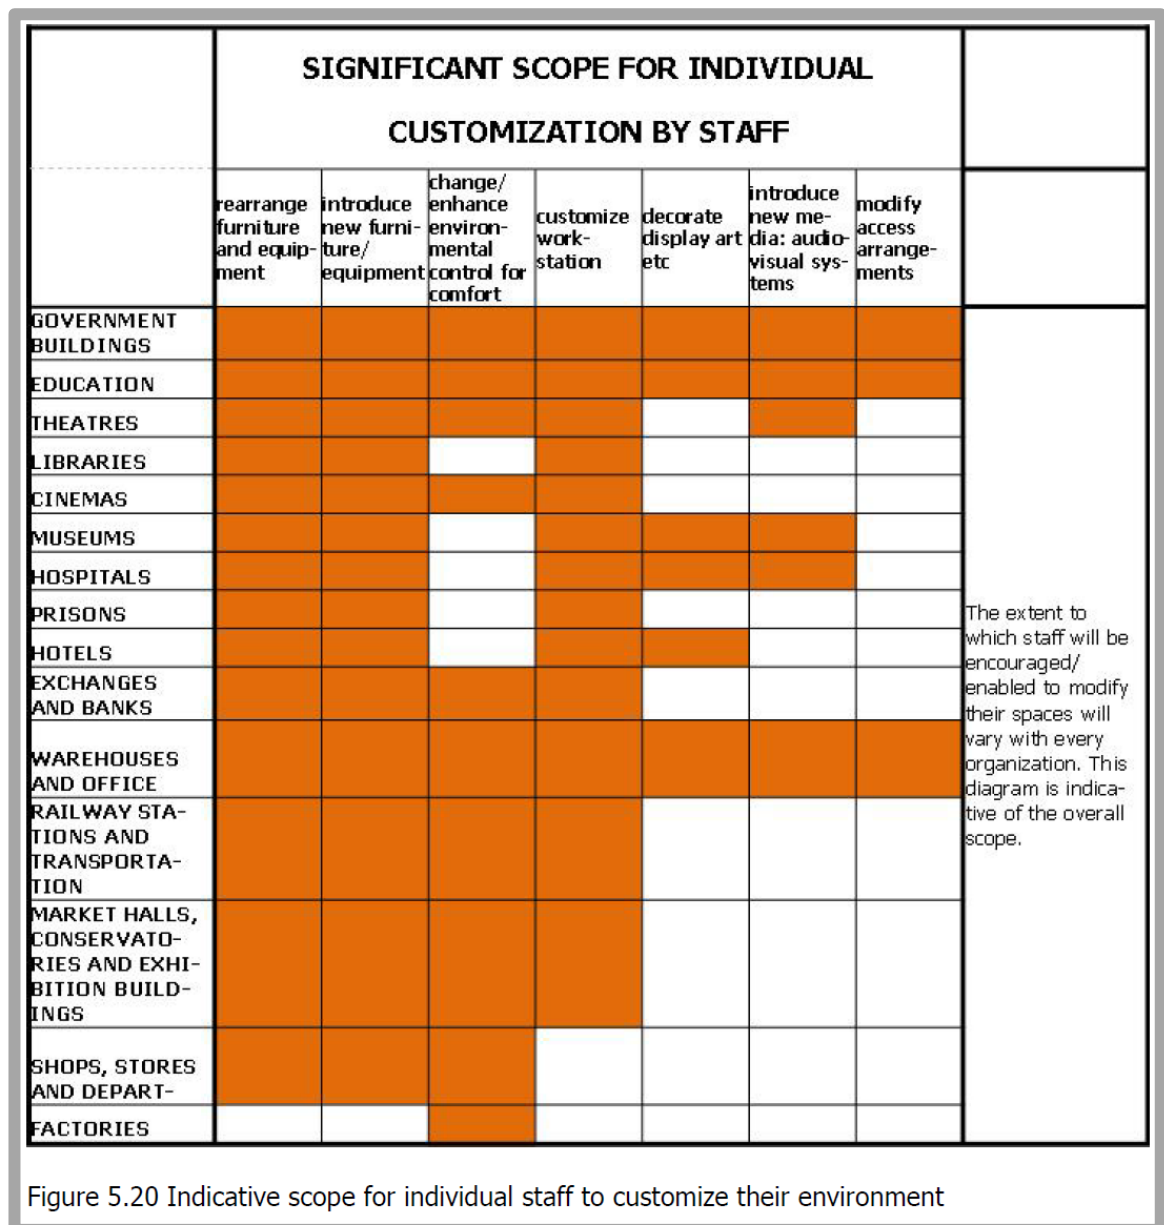 SIGNIFICANT SCOPE FOR INDIVIDUAL
CUSTOMIZATION BY STAFF
rearrange
furniture
and equip-
ment
introduce
new furni-
ture/
equipment
change/
enhance
environ-
mental
control for
comfort
customize
work-
station
decorate
display art
etc
introduce
new me-
dia: audio-
visual sys-
tems
modify
access
arrange-
ments
GOVERNMENT
BUILDINGS
EDUCATION
THEATRES
LIBRARIES
CINEMAS
MUSEUMS
HOSPITALS
PRISONS
HOTELS
EXCHANGES
AND BANKS
WAREHOUSES
AND OFFICE
RAILWAY STA-
TIONS AND
TRANSPORTA-
TION
MARKET HALLS,
CONSERVATO-
RIES AND EXHI-
BITION BUILD-
INGS
SHOPS, STORES
AND DEPART-
FACTORIES
The extent to
which staff will be
encouraged/
enabled to modify
their spaces will
vary with every
organization. This
diagram is indica-
tive of the overall
scope.
Figure 5.20 Indicative scope for individual staff to customize their environment